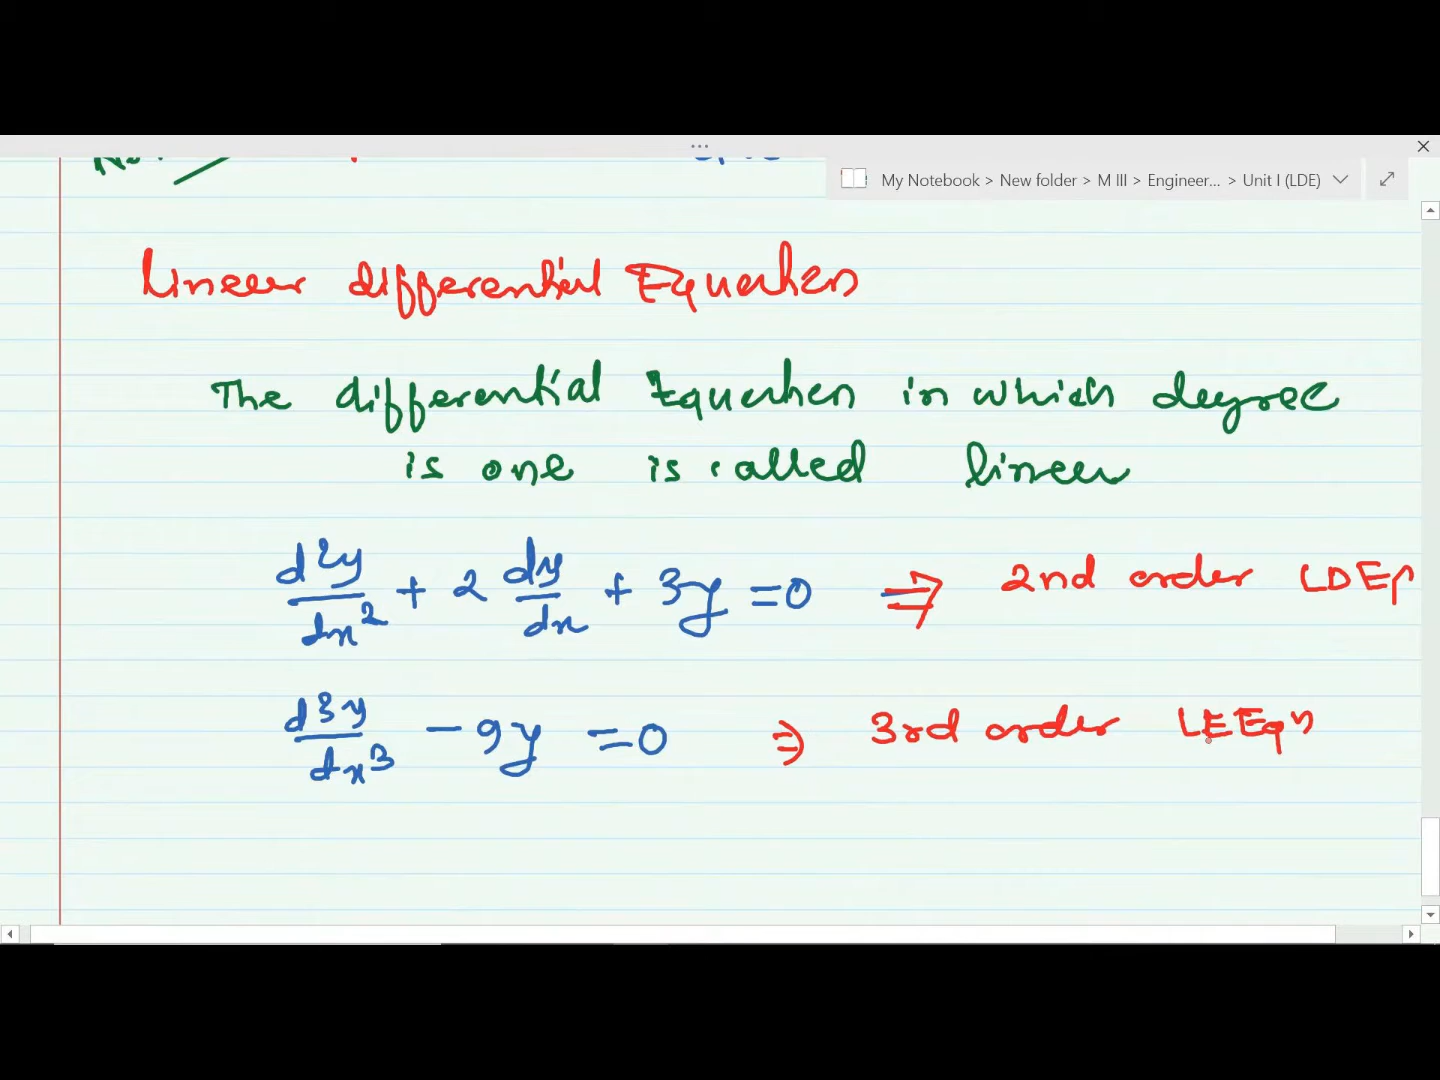 My Notebook > New folder > M III > Engineer... > Unit I (LDE)
Linear differential Equation
The differential Equation in which degree
is one is called linear
d²y/dx² + 2 dy/dx + 3y = 0 ⇒ 2nd order LDEq
d³y/dx³ - 9y = 0 ⇒ 3rd order LEEqn